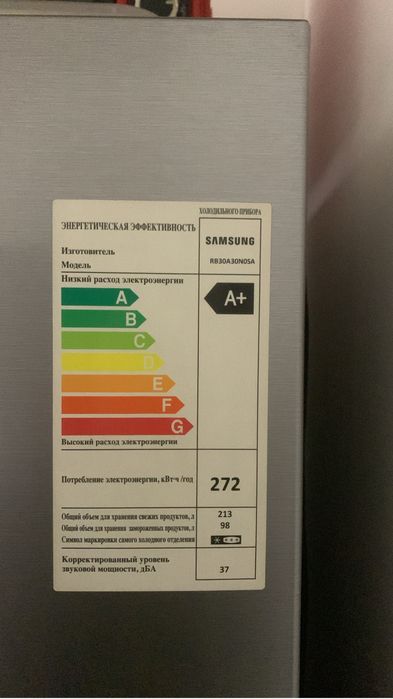 ХОЛОДИЛЬНОГО ПРИБОРА
ЭНЕРГЕТИЧЕСКАЯ ЭФФЕКТИВНОСТЬ
Изготовитель SAMSUNG
Модель RB30A30N0SA
Низкий расход электроэнергии
A A+
B
C
D
E
F
G
Высокий расход электроэнергии
Потребление электроэнергии, кВт·ч /год 272
Общий объем для хранения свежих продуктов, л 213
Общий объем для хранения замороженных продуктов, л 98
Символ маркировки самого холодного отделения
Корректированный уровень
звуковой мощности, дБА 37